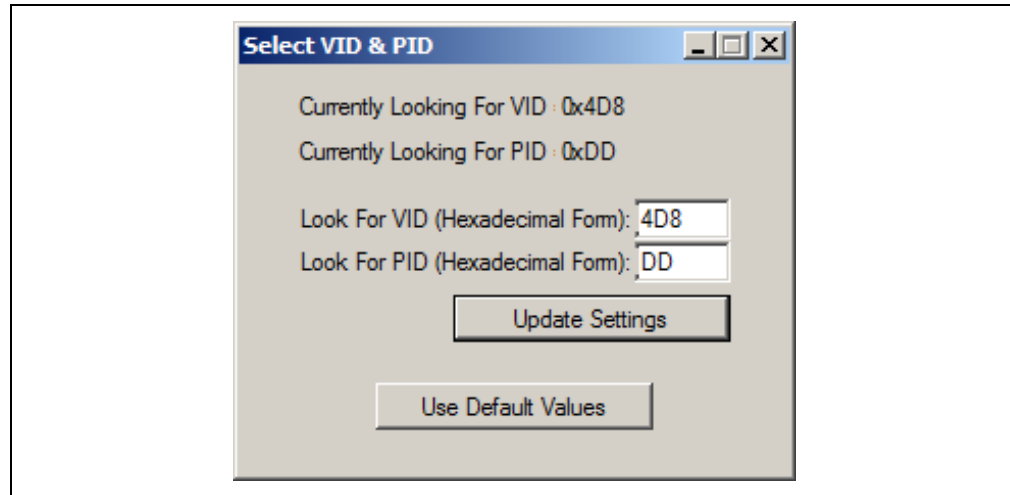 Select VID & PID
Currently Looking For VID : 0x4D8
Currently Looking For PID : 0xDD
Look For VID (Hexadecimal Form): 4D8
Look For PID (Hexadecimal Form): DD
Update Settings
Use Default Values